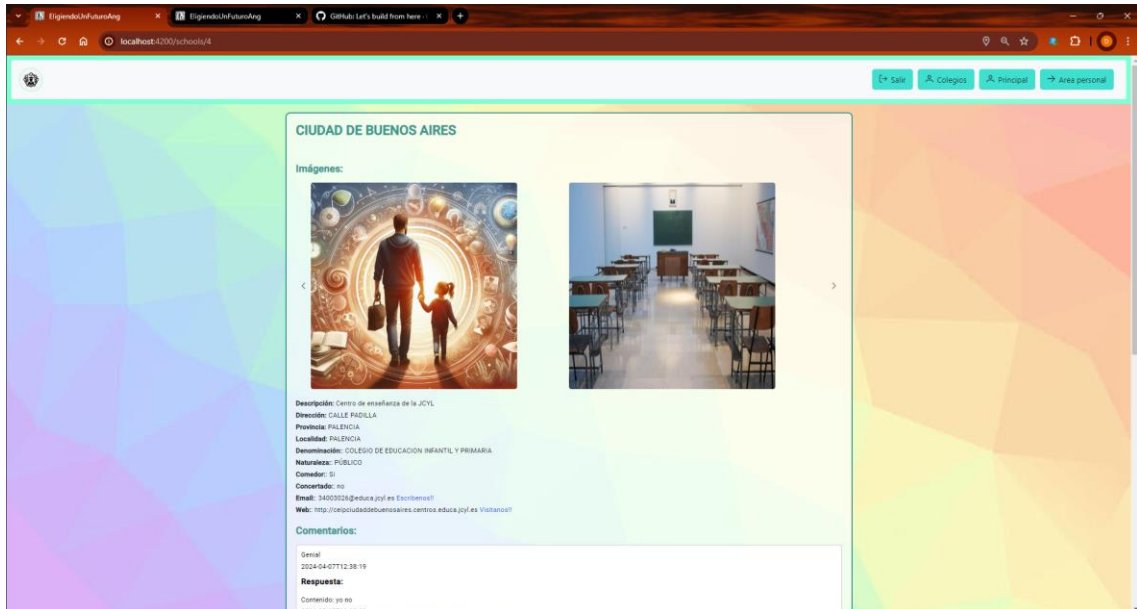 EligiendoUnFuturoAng
EligiendoUnFuturoAng
GitHub: Let's build from here ·
localhost:4200/schools/4
Salir
Colegios
Principal
Area personal
CIUDAD DE BUENOS AIRES
Imágenes:
Descripción: Centro de enseñanza de la JCYL
Dirección: CALLE PADILLA
Provincia: PALENCIA
Localidad: PALENCIA
Denominación: COLEGIO DE EDUCACION INFANTIL Y PRIMARIA
Naturaleza: PÚBLICO
Comedor: SI
Concertado: no
Email: 34003026@educa.jcyl.es Escribenos!!
Web: http://ceipciudaddebuenosaires.centros.educa.jcyl.es Visitanos!!
Comentarios:
Genial
2024-04-07T12:38:19
Respuesta:
Contenido: yo no